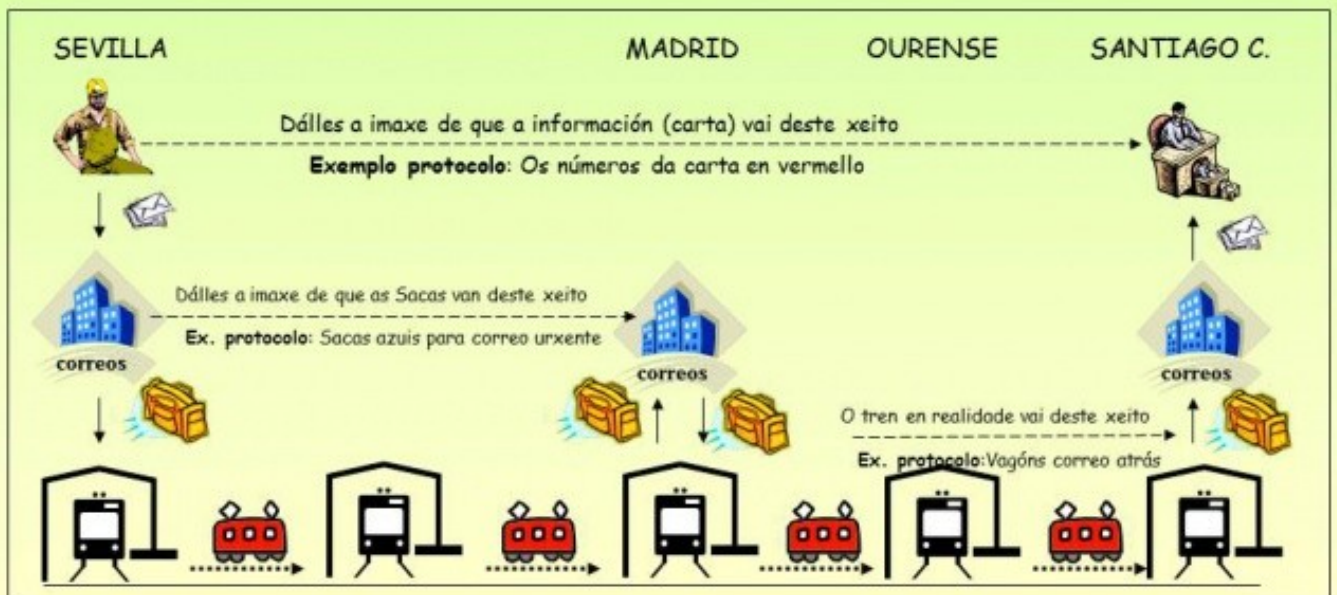 SEVILLA
MADRID
OURENSE
SANTIAGO C.
Dálles a imaxe de que a información (carta) vai deste xeito
Exemplo protocolo: Os números da carta en vermello
Dálles a imaxe de que as Sacas van deste xeito
Ex. protocolo: Sacas azuis para correo urxente
correos
correos
correos
O tren en realidade vai deste xeito
Ex. protocolo:Vagóns correo atrás